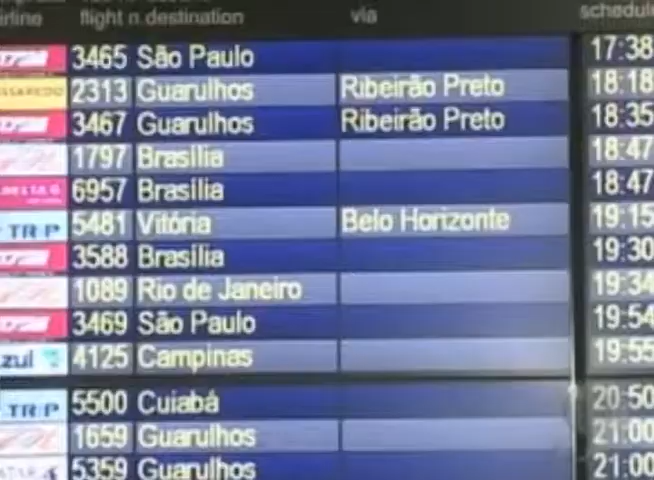 flight n destination via schedule
3465 São Paulo 17:38
2313 Guarulhos Ribeirão Preto 18:18
3467 Guarulhos Ribeirão Preto 18:35
1797 Brasília 18:47
6957 Brasília 18:47
TRIP 5481 Vitória Belo Horizonte 19:15
3588 Brasília 19:30
1089 Rio de Janeiro 19:34
3469 São Paulo 19:54
zul 4125 Campinas 19:55
TRIP 5500 Cuiabá 20:50
1659 Guarulhos 21:00
5359 Guarulhos 21:00